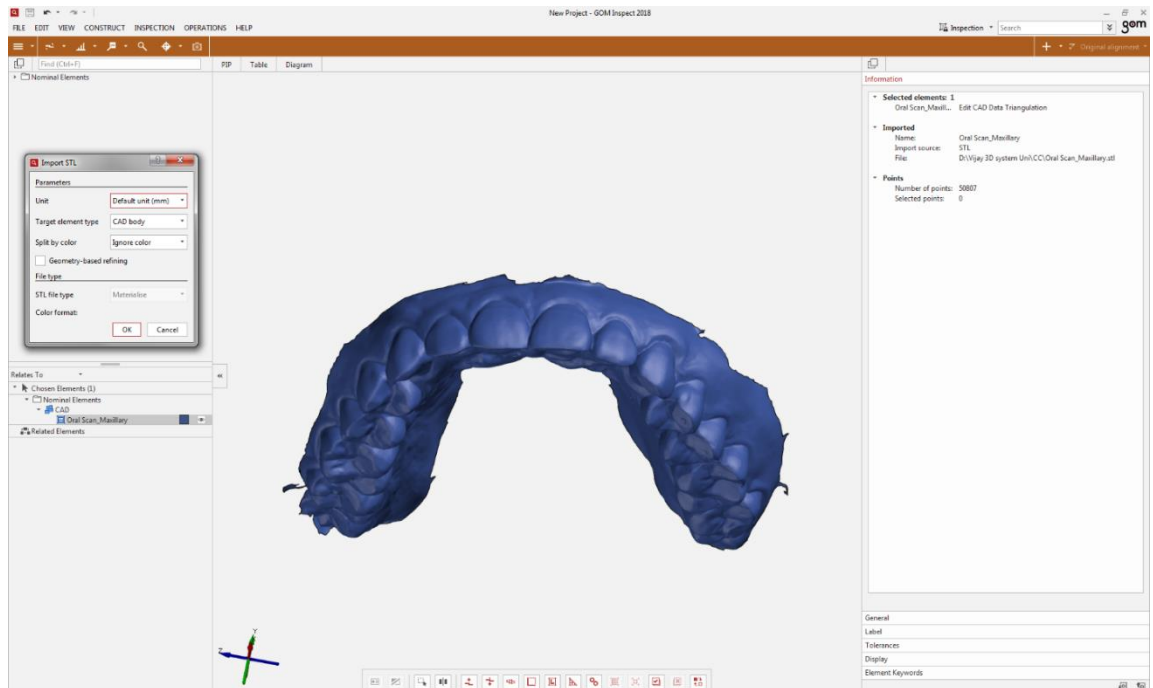 New Project - GOM Inspect 2018
FILE EDIT VIEW CONSTRUCT INSPECTION OPERATIONS HELP
Inspection Search gom
Original alignment
Find (Ctrl+F) PIP Table Diagram
Nominal Elements
Information
Selected elements: 1
Oral Scan_Maxill... Edit CAD Data Triangulation
Imported
Name: Oral Scan_Maxillary
Import source: STL
File: D:\Vijay 3D system Uni\CC\Oral Scan_Maxillary.stl
Points
Number of points: 50807
Selected points: 0
Import STL
Parameters
Unit Default unit (mm)
Target element type CAD body
Split by color Ignore color
Geometry-based refining
File type
STL file type Materialise
Color format:
OK Cancel
Relates To
Chosen Elements (1)
Nominal Elements
CAD
Oral Scan_Maxillary
Related Elements
Y
Z
General
Label
Tolerances
Display
Element Keywords